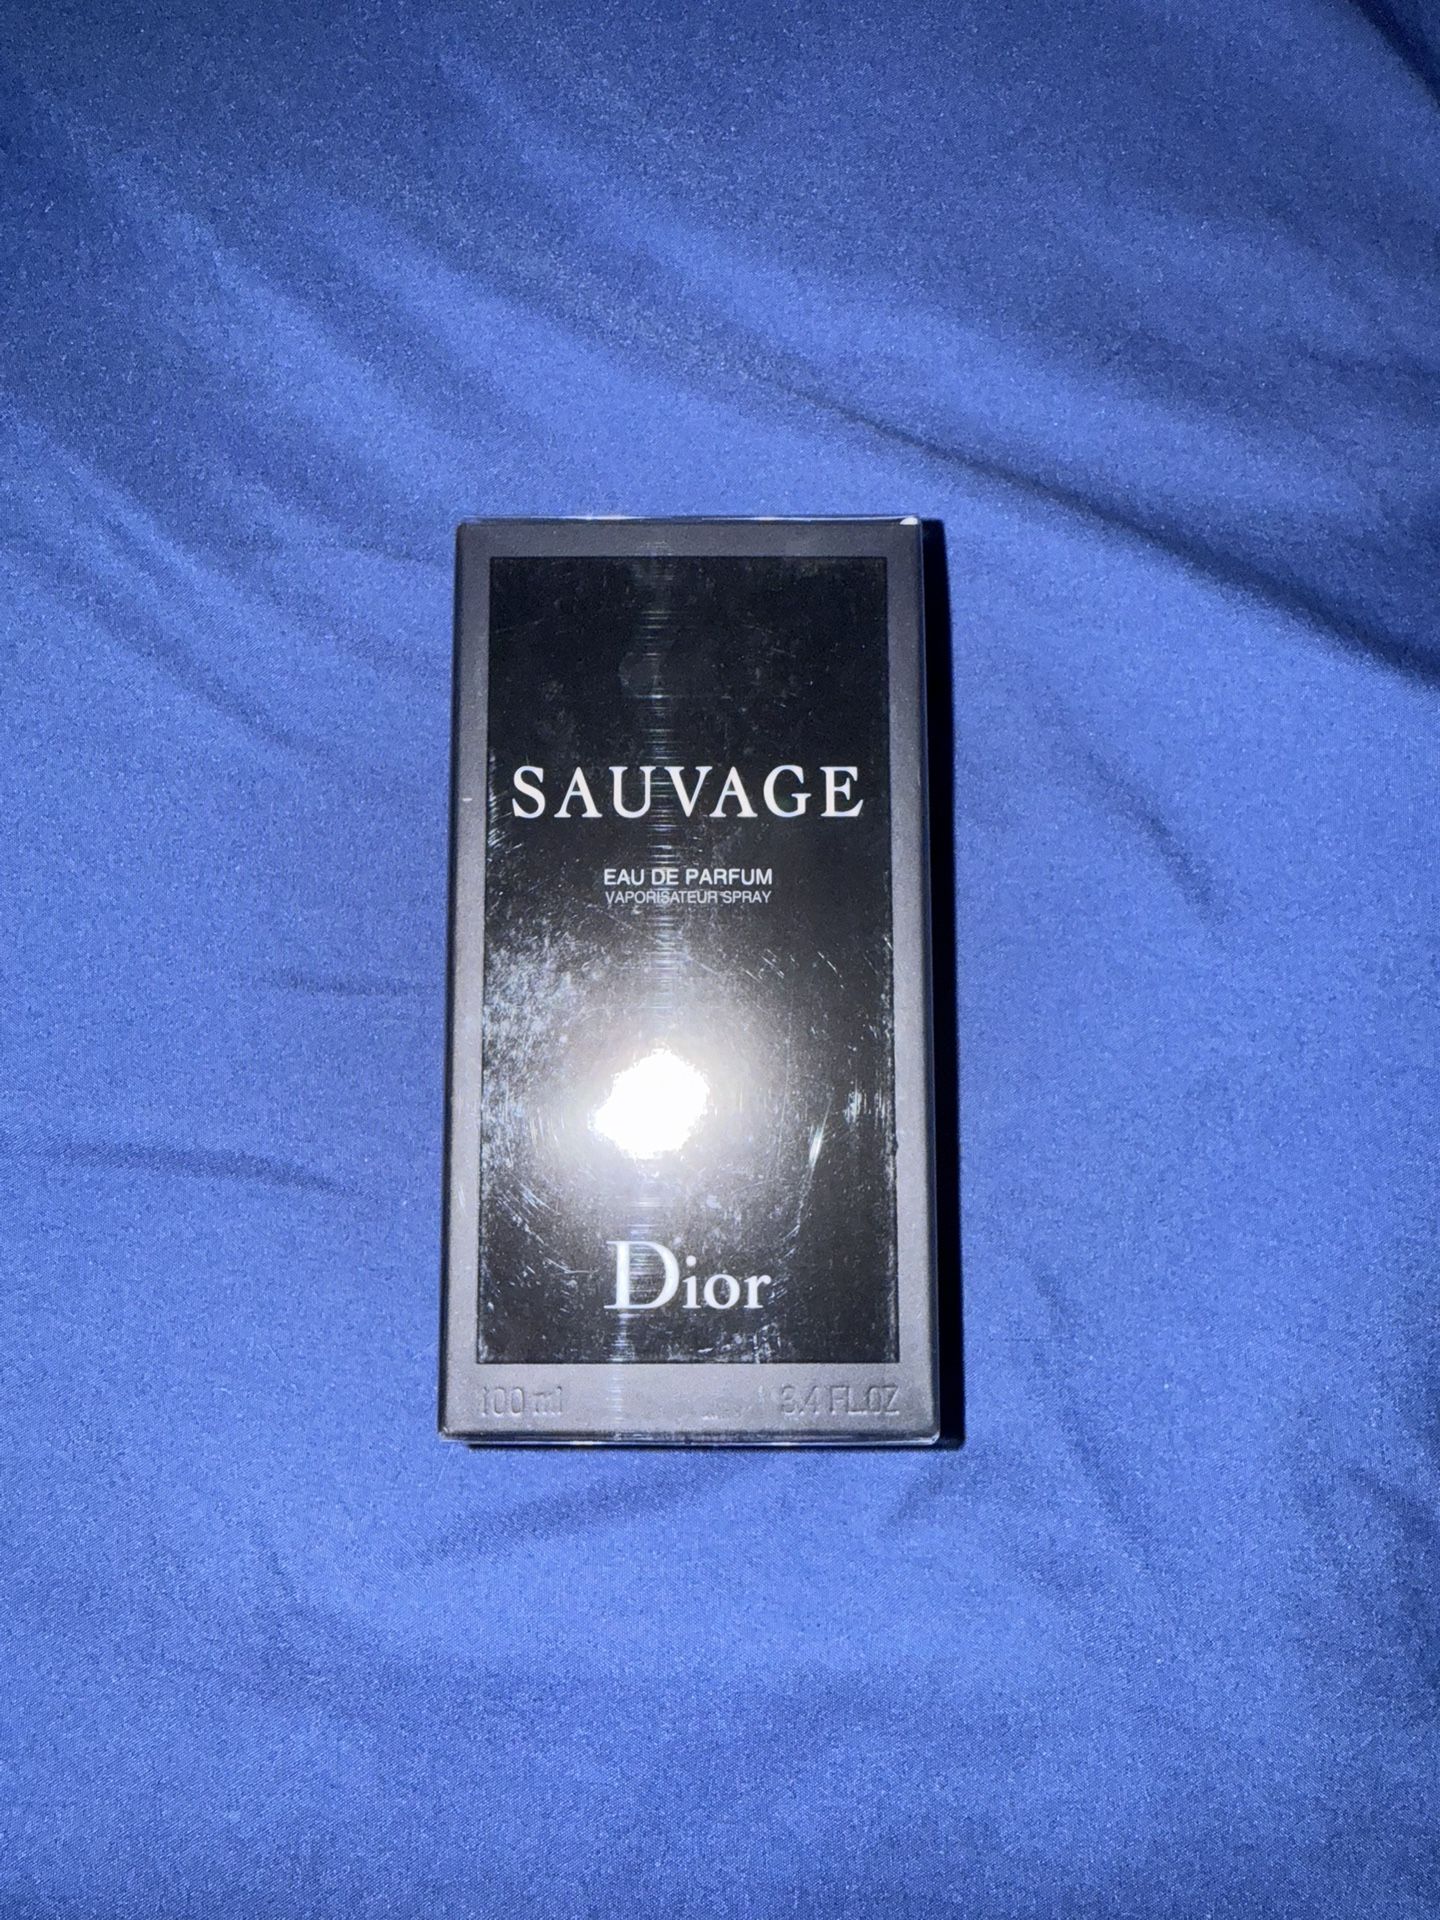 SAUVAGE
EAU DE PARFUM
VAPORISATEUR SPRAY
Dior
100 ml 3.4 FL.OZ